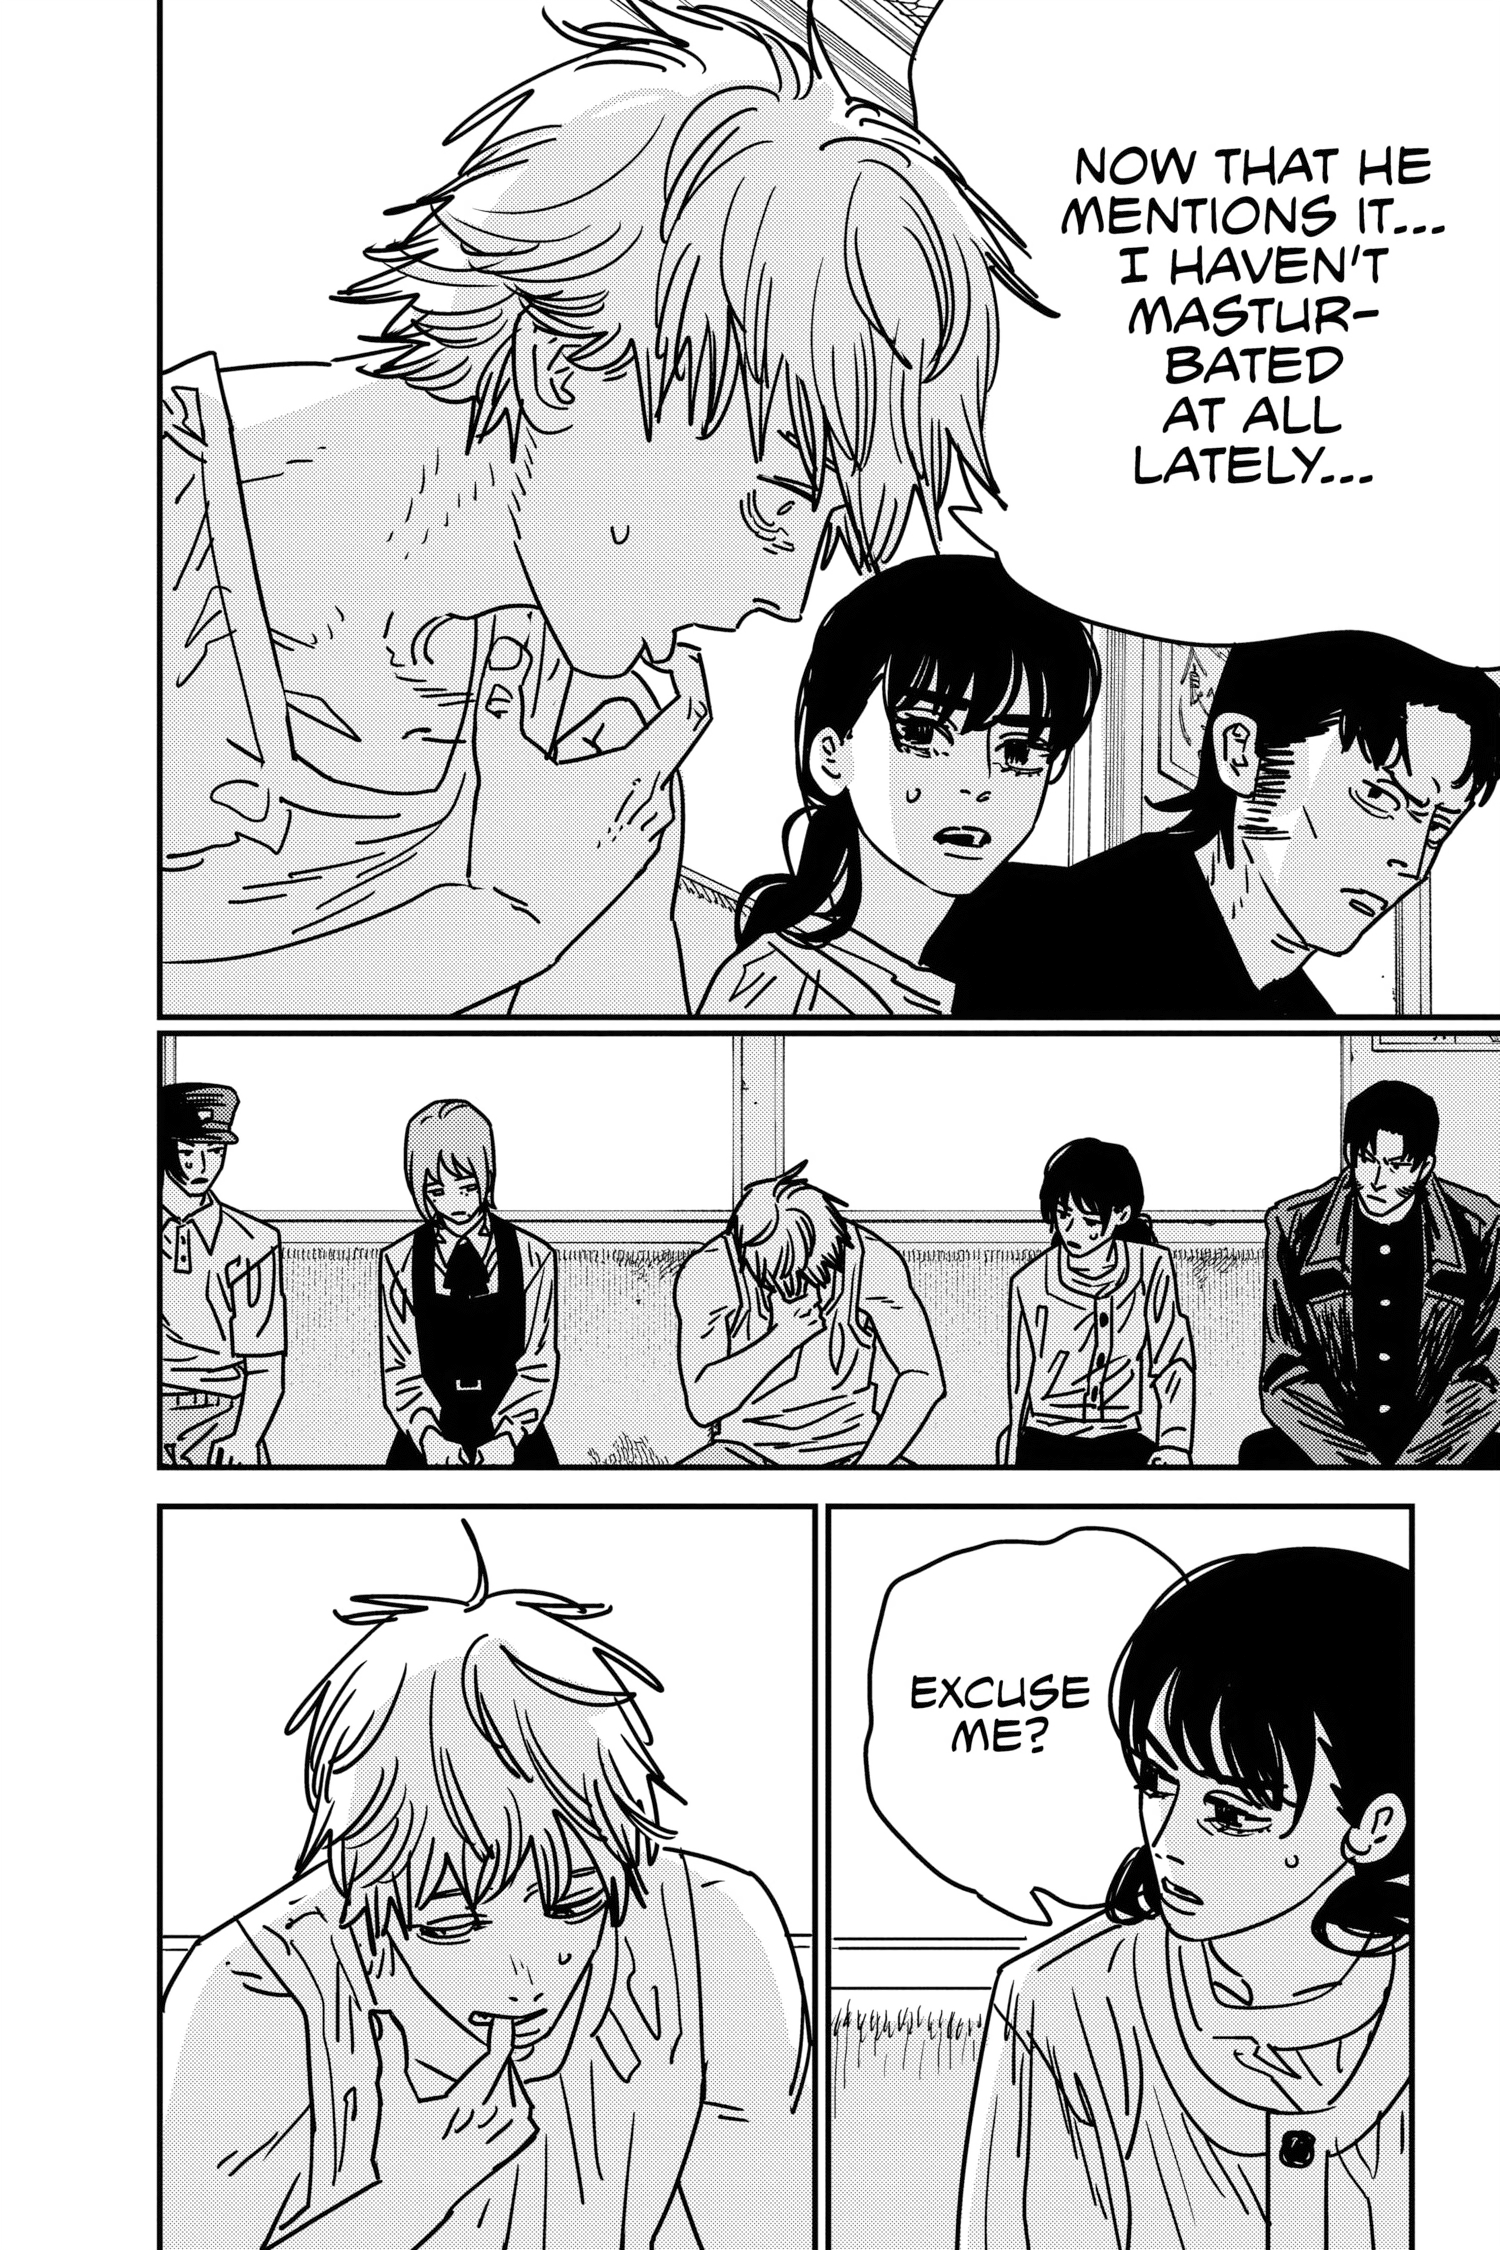 NOW THAT HE
MENTIONS IT...
I HAVEN'T
MASTUR-
BATED
AT ALL
LATELY...
EXCUSE
ME?